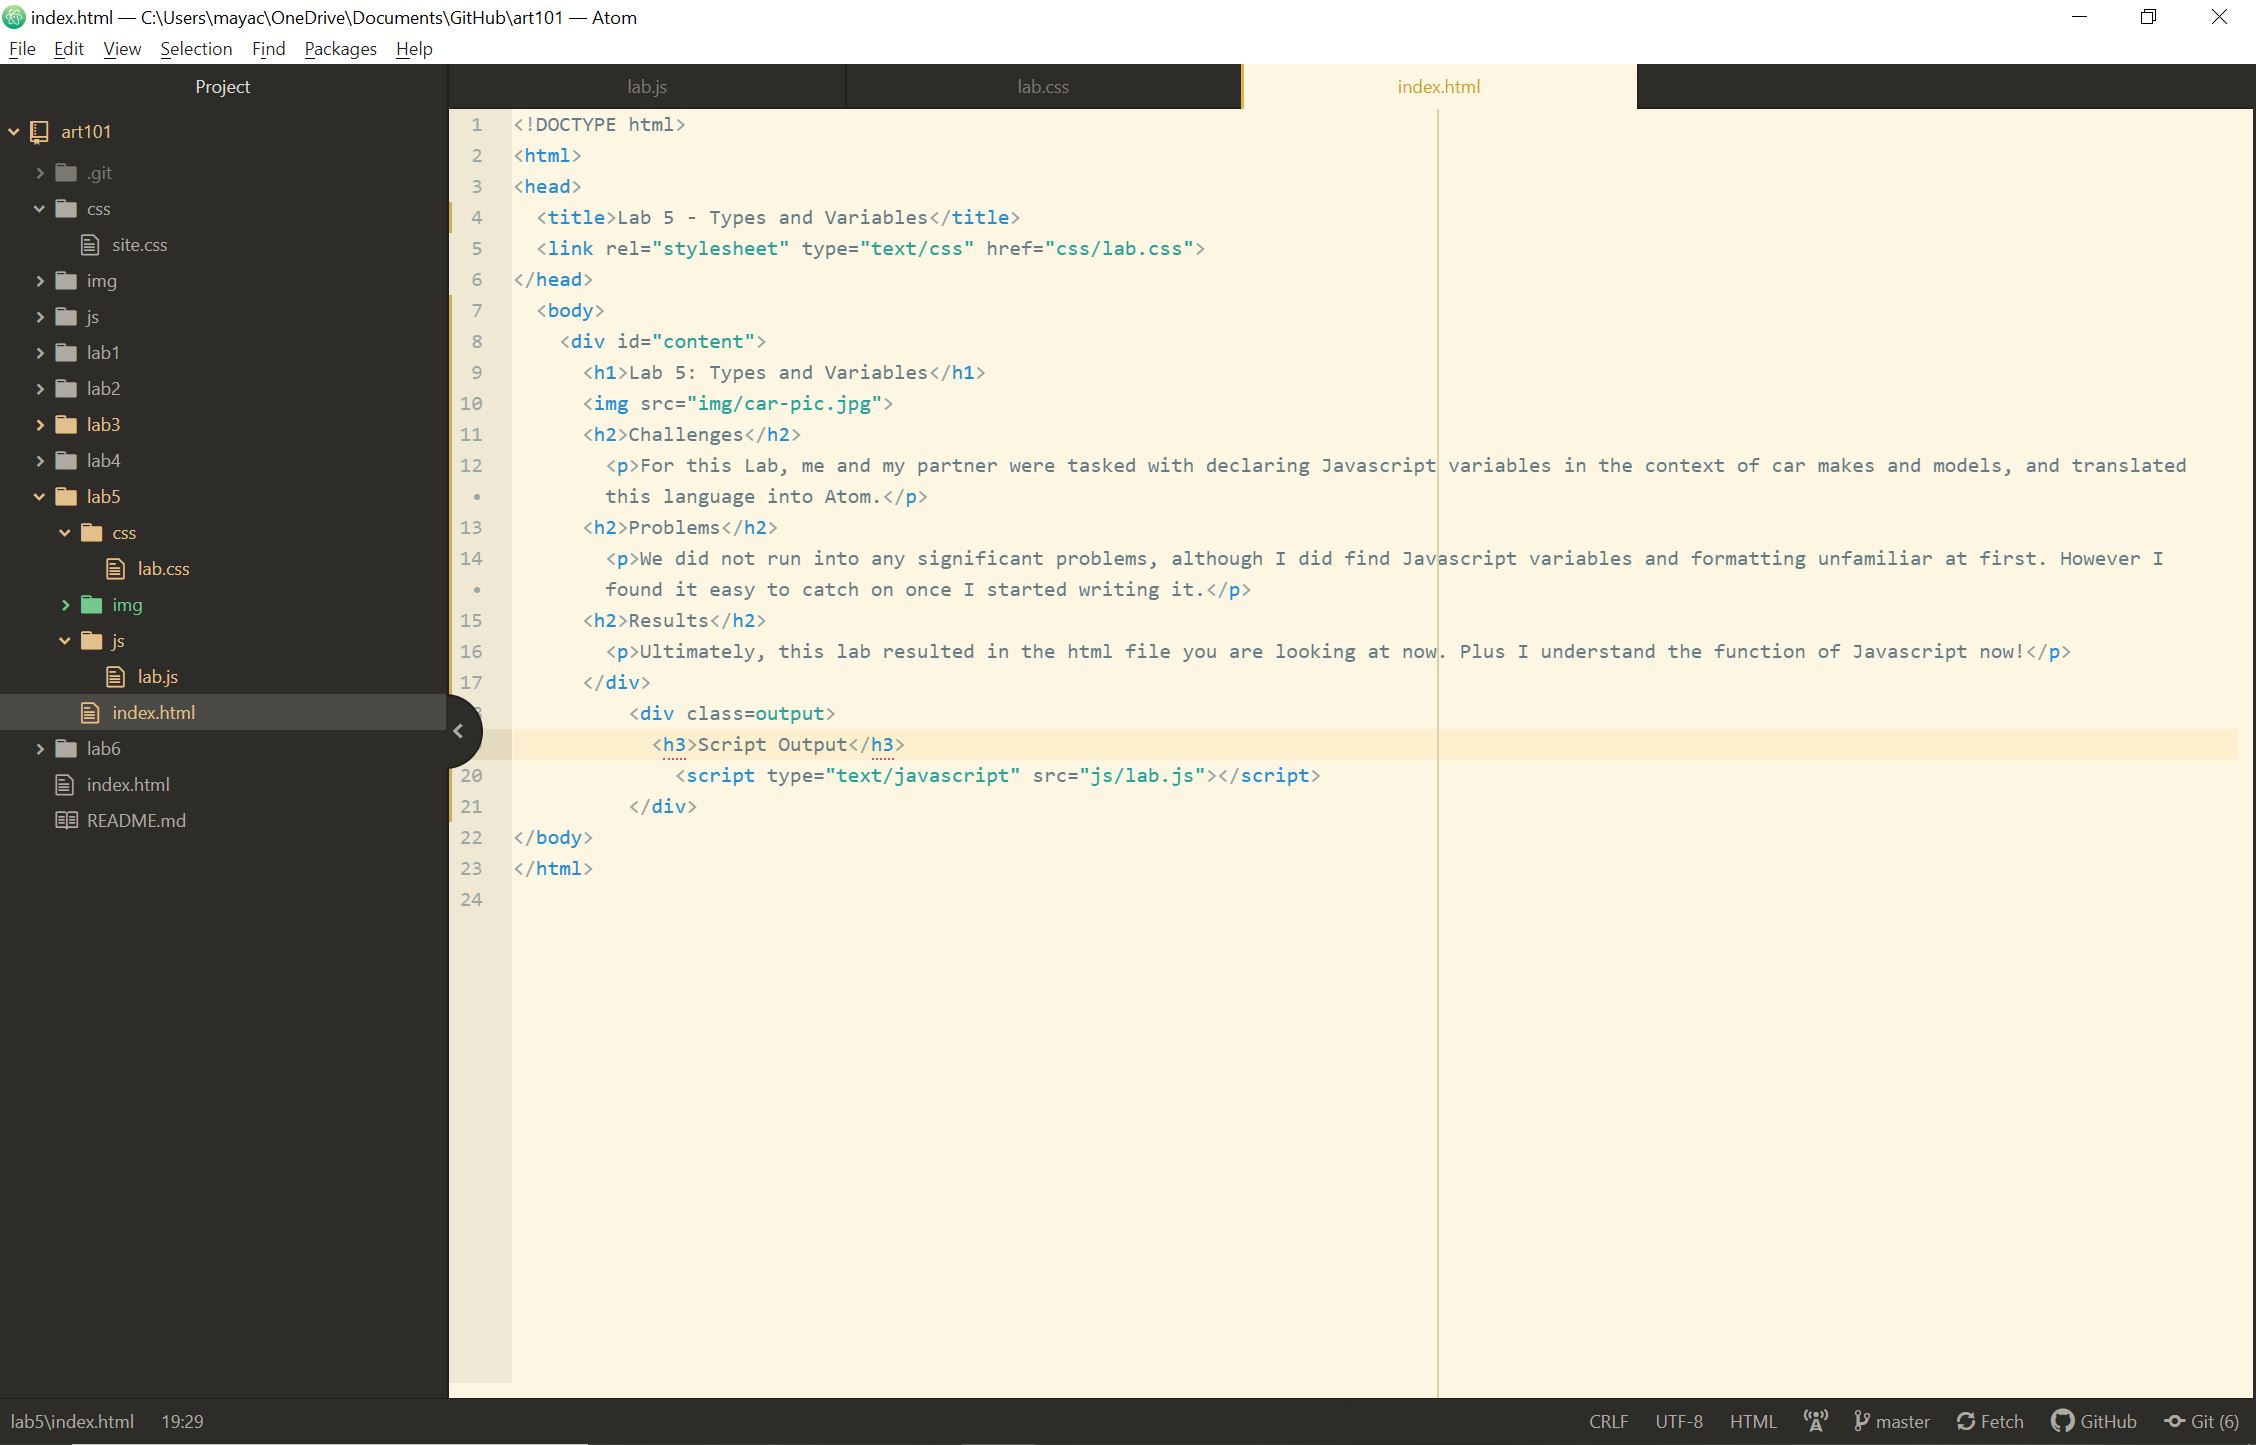 index.html — C:\Users\mayac\OneDrive\Documents\GitHub\art101 — Atom
File Edit View Selection Find Packages Help
Project
lab.js
lab.css
index.html
art101
.git
css
site.css
img
js
lab1
lab2
lab3
lab4
lab5
css
lab.css
img
js
lab.js
index.html
lab6
index.html
README.md
1 <!DOCTYPE html>
2 <html>
3 <head>
4 <title>Lab 5 - Types and Variables</title>
5 <link rel="stylesheet" type="text/css" href="css/lab.css">
6 </head>
7 <body>
8 <div id="content">
9 <h1>Lab 5: Types and Variables</h1>
10 <img src="img/car-pic.jpg">
11 <h2>Challenges</h2>
12 <p>For this Lab, me and my partner were tasked with declaring Javascript variables in the context of car makes and models, and translated
• this language into Atom.</p>
13 <h2>Problems</h2>
14 <p>We did not run into any significant problems, although I did find Javascript variables and formatting unfamiliar at first. However I
• found it easy to catch on once I started writing it.</p>
15 <h2>Results</h2>
16 <p>Ultimately, this lab resulted in the html file you are looking at now. Plus I understand the function of Javascript now!</p>
17 </div>
<div class=output>
<h3>Script Output</h3>
20 <script type="text/javascript" src="js/lab.js"></script>
21 </div>
22 </body>
23 </html>
24
lab5\index.html 19:29
CRLF UTF-8 HTML master Fetch GitHub Git (6)